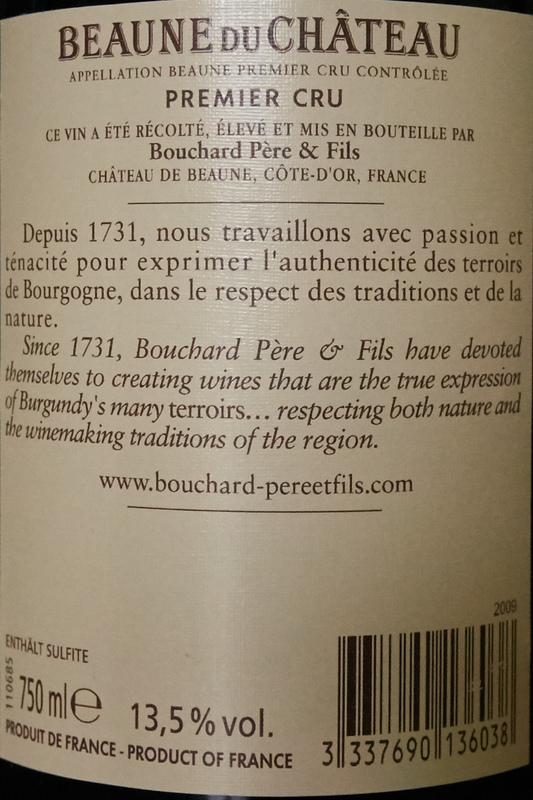 BEAUNE DU CHÂTEAU
APPELLATION BEAUNE PREMIER CRU CONTRÔLÉE
PREMIER CRU
CE VIN A ÉTÉ RÉCOLTÉ, ÉLEVÉ ET MIS EN BOUTEILLE PAR
Bouchard Père & Fils
CHÂTEAU DE BEAUNE, CÔTE-D'OR, FRANCE
Depuis 1731, nous travaillons avec passion et
ténacité pour exprimer l'authenticité des terroirs
de Bourgogne, dans le respect des traditions et de la
nature.
Since 1731, Bouchard Père & Fils have devoted
themselves to creating wines that are the true expression
of Burgundy's many terroirs... respecting both nature and
the winemaking traditions of the region.
www.bouchard-pereetfils.com
2009
ENTHÄLT SULFITE
110685
750 ml e 13,5 % vol.
PRODUIT DE FRANCE - PRODUCT OF FRANCE
3 337690 136038